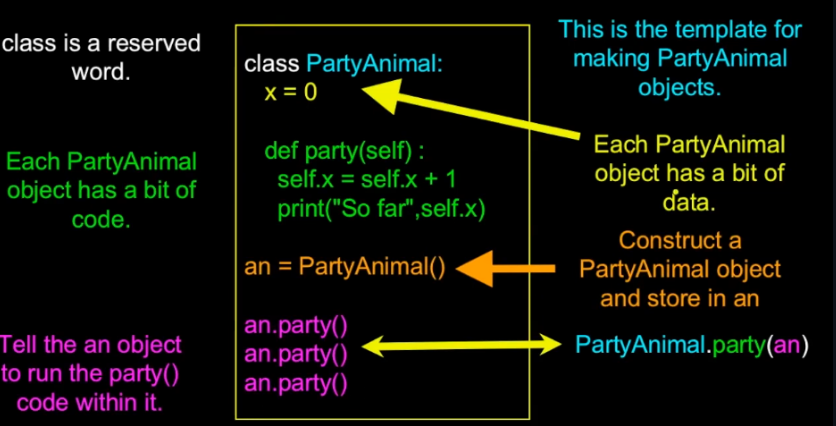 class is a reserved
word.
Each PartyAnimal
object has a bit of
code.
Tell the an object
to run the party()
code within it.
class PartyAnimal:
x = 0
def party(self) :
self.x = self.x + 1
print("So far",self.x)
an = PartyAnimal()
an.party()
an.party()
an.party()
This is the template for
making PartyAnimal
objects.
Each PartyAnimal
object has a bit of
data.
Construct a
PartyAnimal object
and store in an
PartyAnimal.party(an)